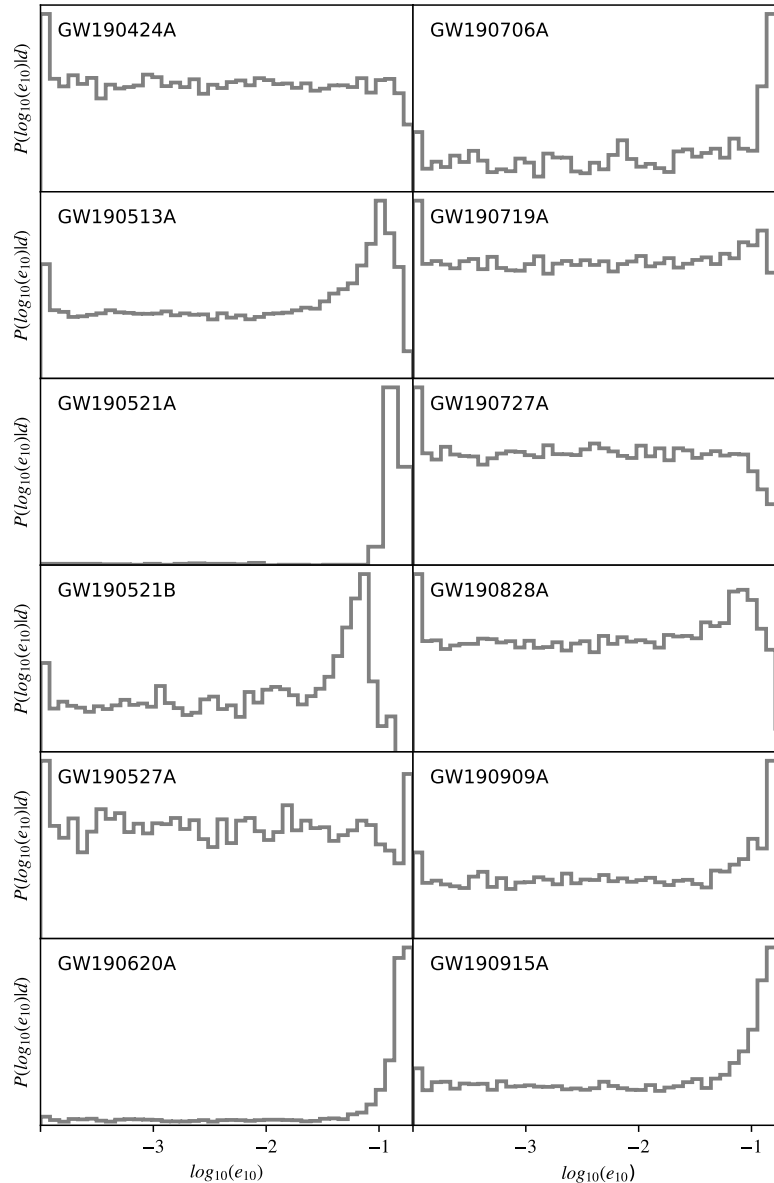 GW190424A
GW190706A
P(log10(e10)|d)
GW190513A
GW190719A
P(log10(e10)|d)
GW190521A
GW190727A
P(log10(e10)|d)
GW190521B
GW190828A
P(log10(e10)|d)
GW190527A
GW190909A
P(log10(e10)|d)
GW190620A
GW190915A
P(log10(e10)|d)
−3 −2 −1 −3 −2 −1
log10(e10) log10(e10)